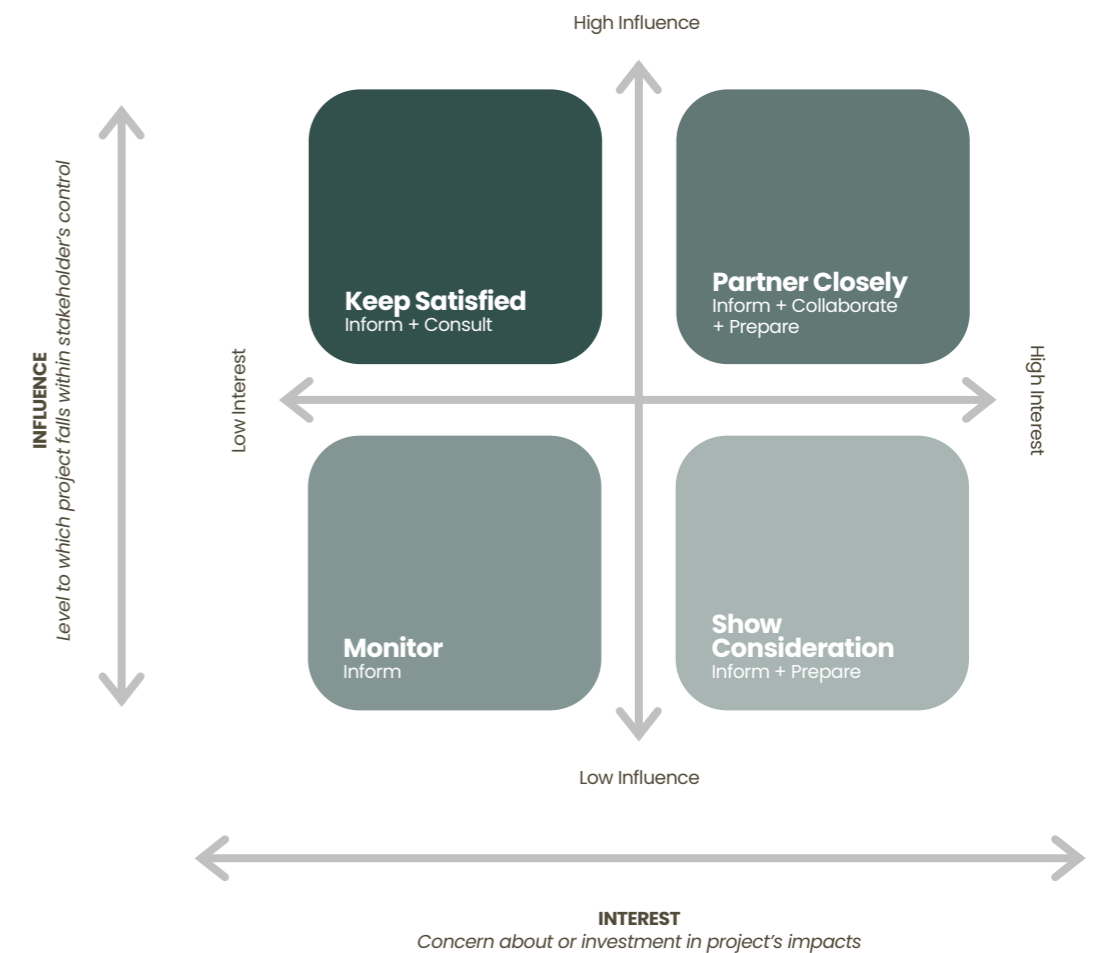 High Influence
INFLUENCE
Level to which project falls within stakeholder's control
Low Interest
Keep Satisfied
Inform + Consult
Partner Closely
Inform + Collaborate
+ Prepare
High Interest
Monitor
Inform
Show
Consideration
Inform + Prepare
Low Influence
INTEREST
Concern about or investment in project's impacts